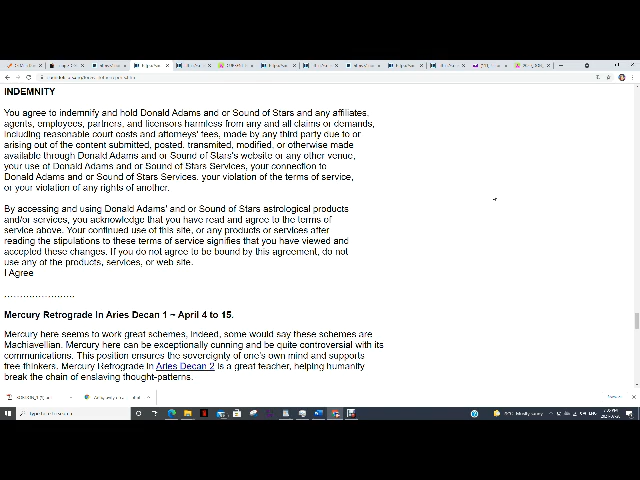 INDEMNITY
You agree to indemnify and hold Donald Adams and or Sound of Stars and any affiliates,
agents, employees, partners, and licensors harmless from any and all claims or demands,
including reasonable court costs and attorneys' fees, made by any third party due to or
arising out of the content submitted, posted, transmited, modified, or otherwise made
available through Donald Adams and or Sound of Stars's website or any other venue,
your use of Donald Adams and or Sound of Stars Services, your connection to
Donald Adams and or Sound of Stars Services, your violation of the terms of service,
or your violation of any rights of another.
By accessing and using Donald Adams' and or Sound of Stars astrological products
and/or services, you acknowledge that you have read and agree to the terms of
service above. Your continued use of this site, or any products or services after
reading the stipulations to these terms of service signifies that you have viewed and
accepted these changes. If you do not agree to be bound by this agreement, do not
use any of the products, services, or web site.
I Agree
.......................
Mercury Retrograde In Aries Decan 1 ~ April 4 to 15.
Mercury here seems to work great schemes, indeed, some would say these schemes are
Machiavellian. Mercury here can be exceptionally cunning and be quite controversial with its
communications. This position ensures the sovereignty of one's own mind and supports
free thinkers. Mercury Retrograde in Aries Decan 2 is a great teacher, helping humanity
break the chain of enslaving thought-patterns.
Type here to search
Mostly sunny